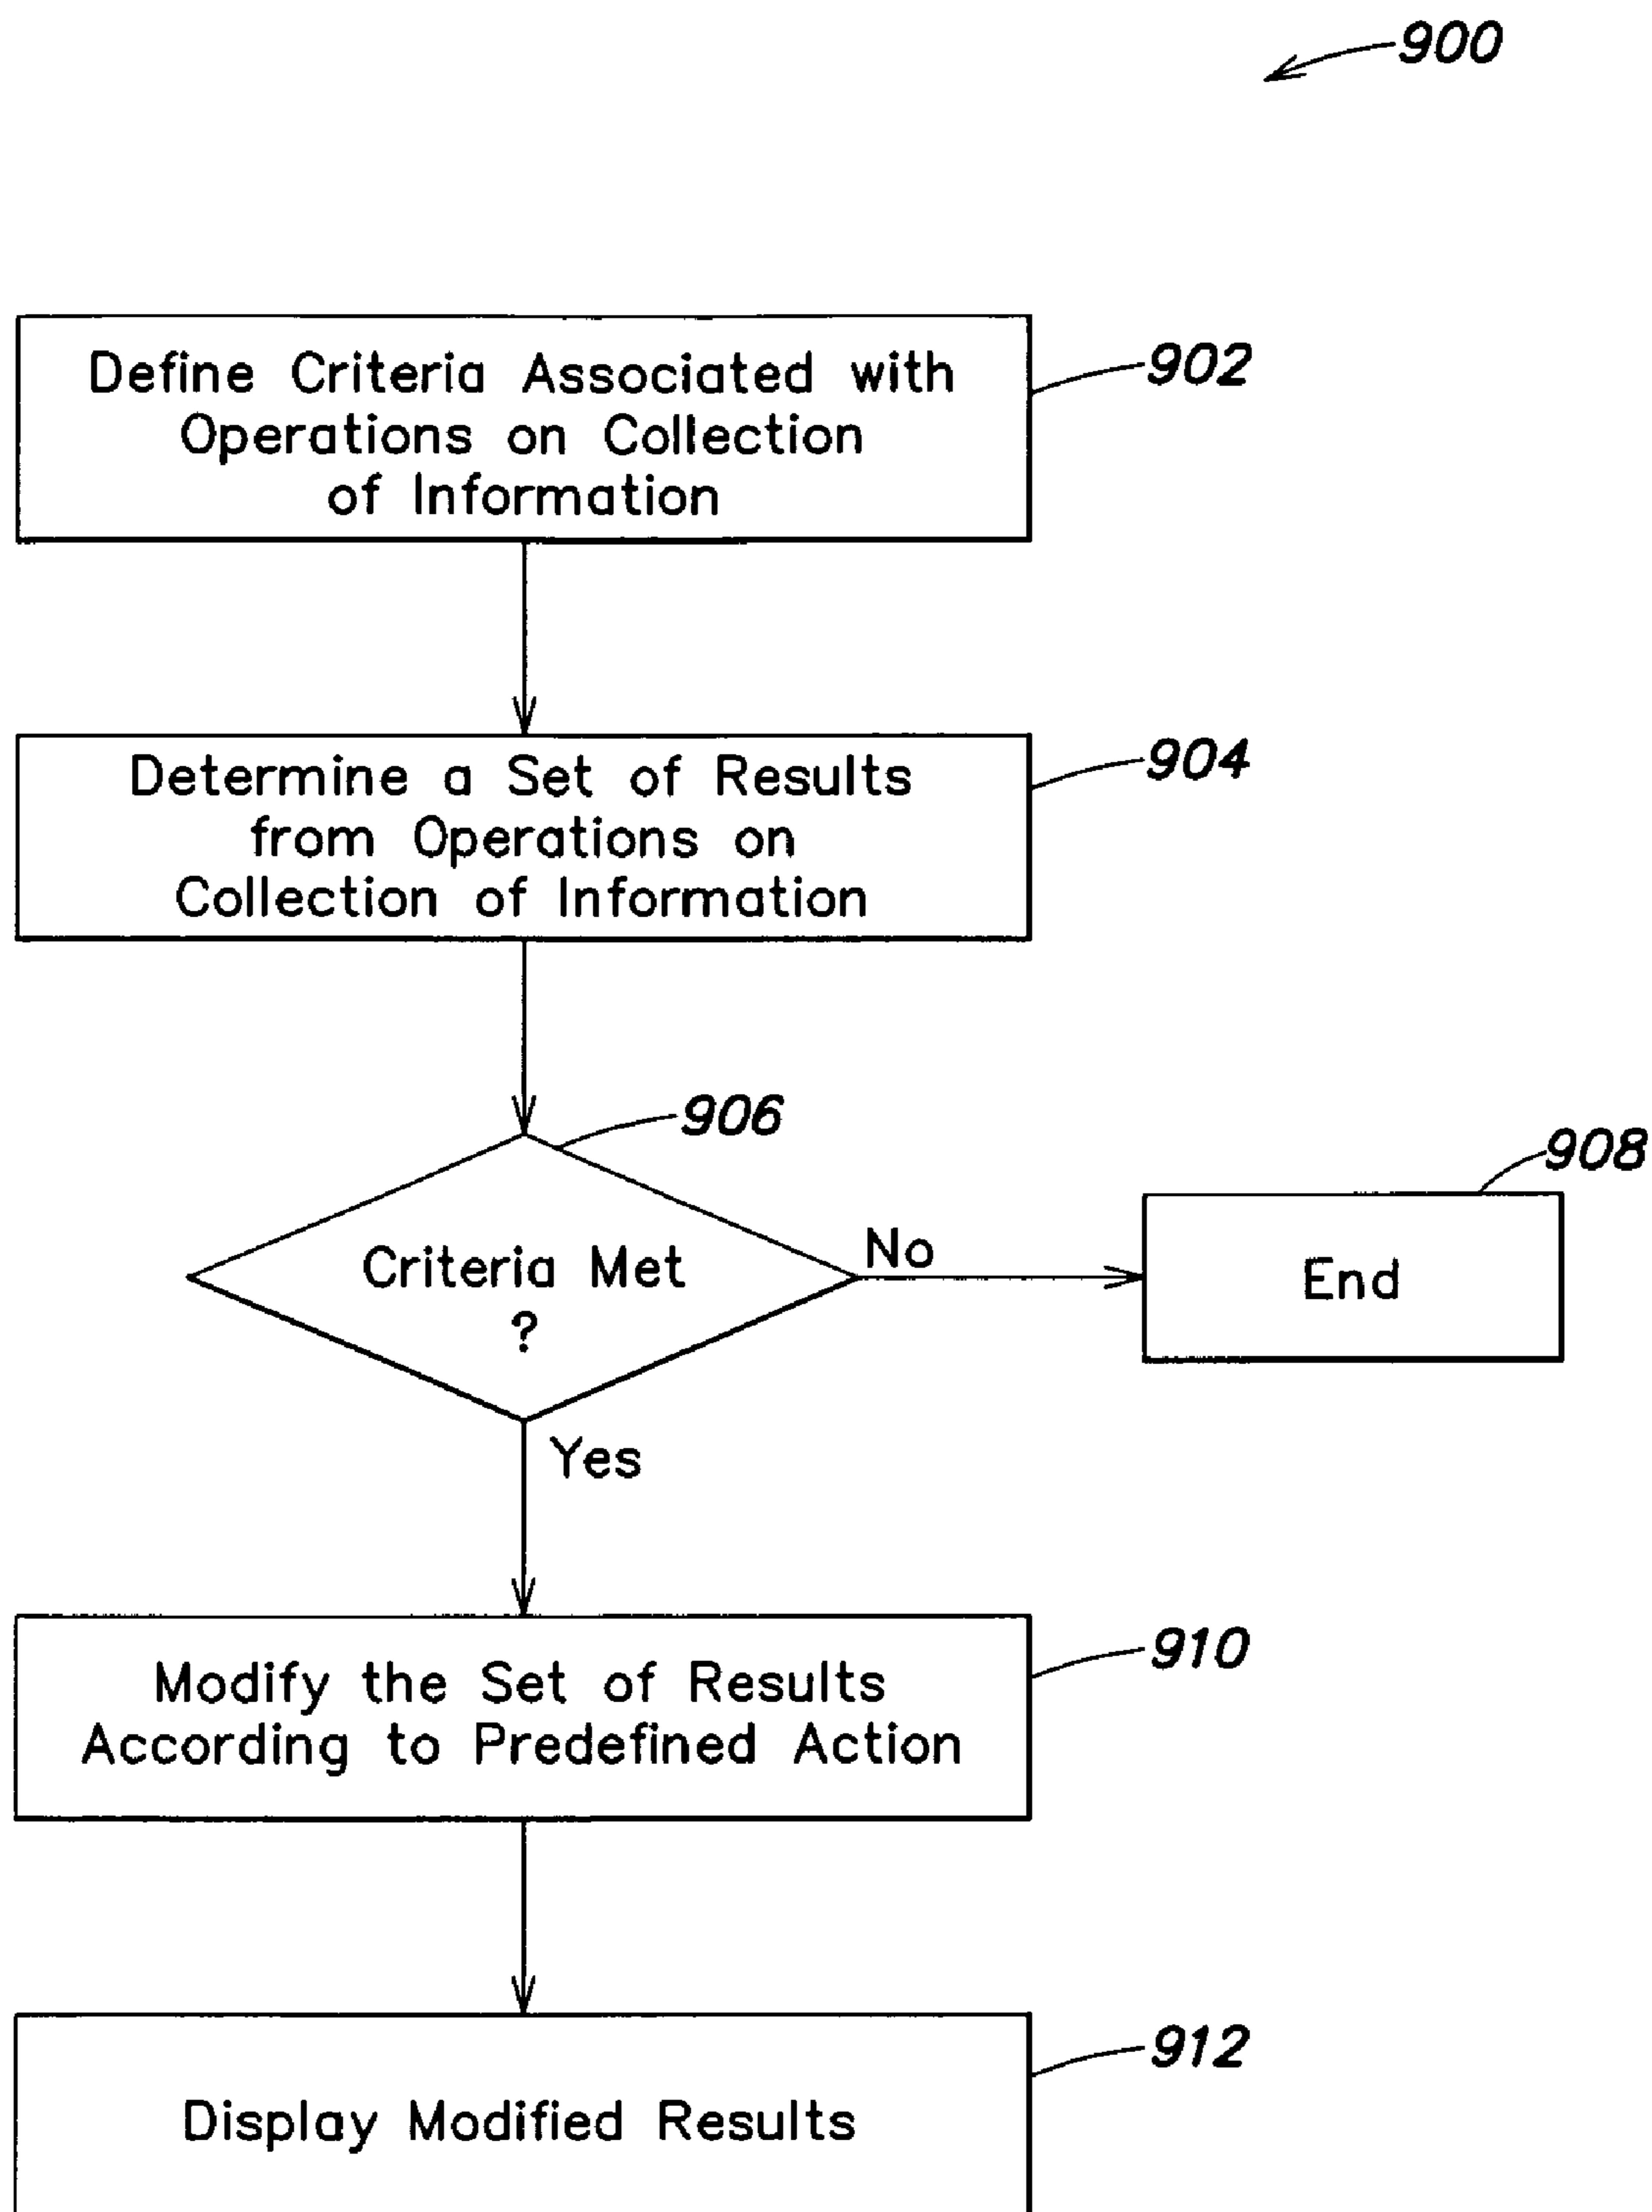 900
Define Criteria Associated with
Operations on Collection
of Information
902
Determine a Set of Results
from Operations on
Collection of Information
904
906
Criteria Met
?
No
908
End
Yes
Modify the Set of Results
According to Predefined Action
910
Display Modified Results
912